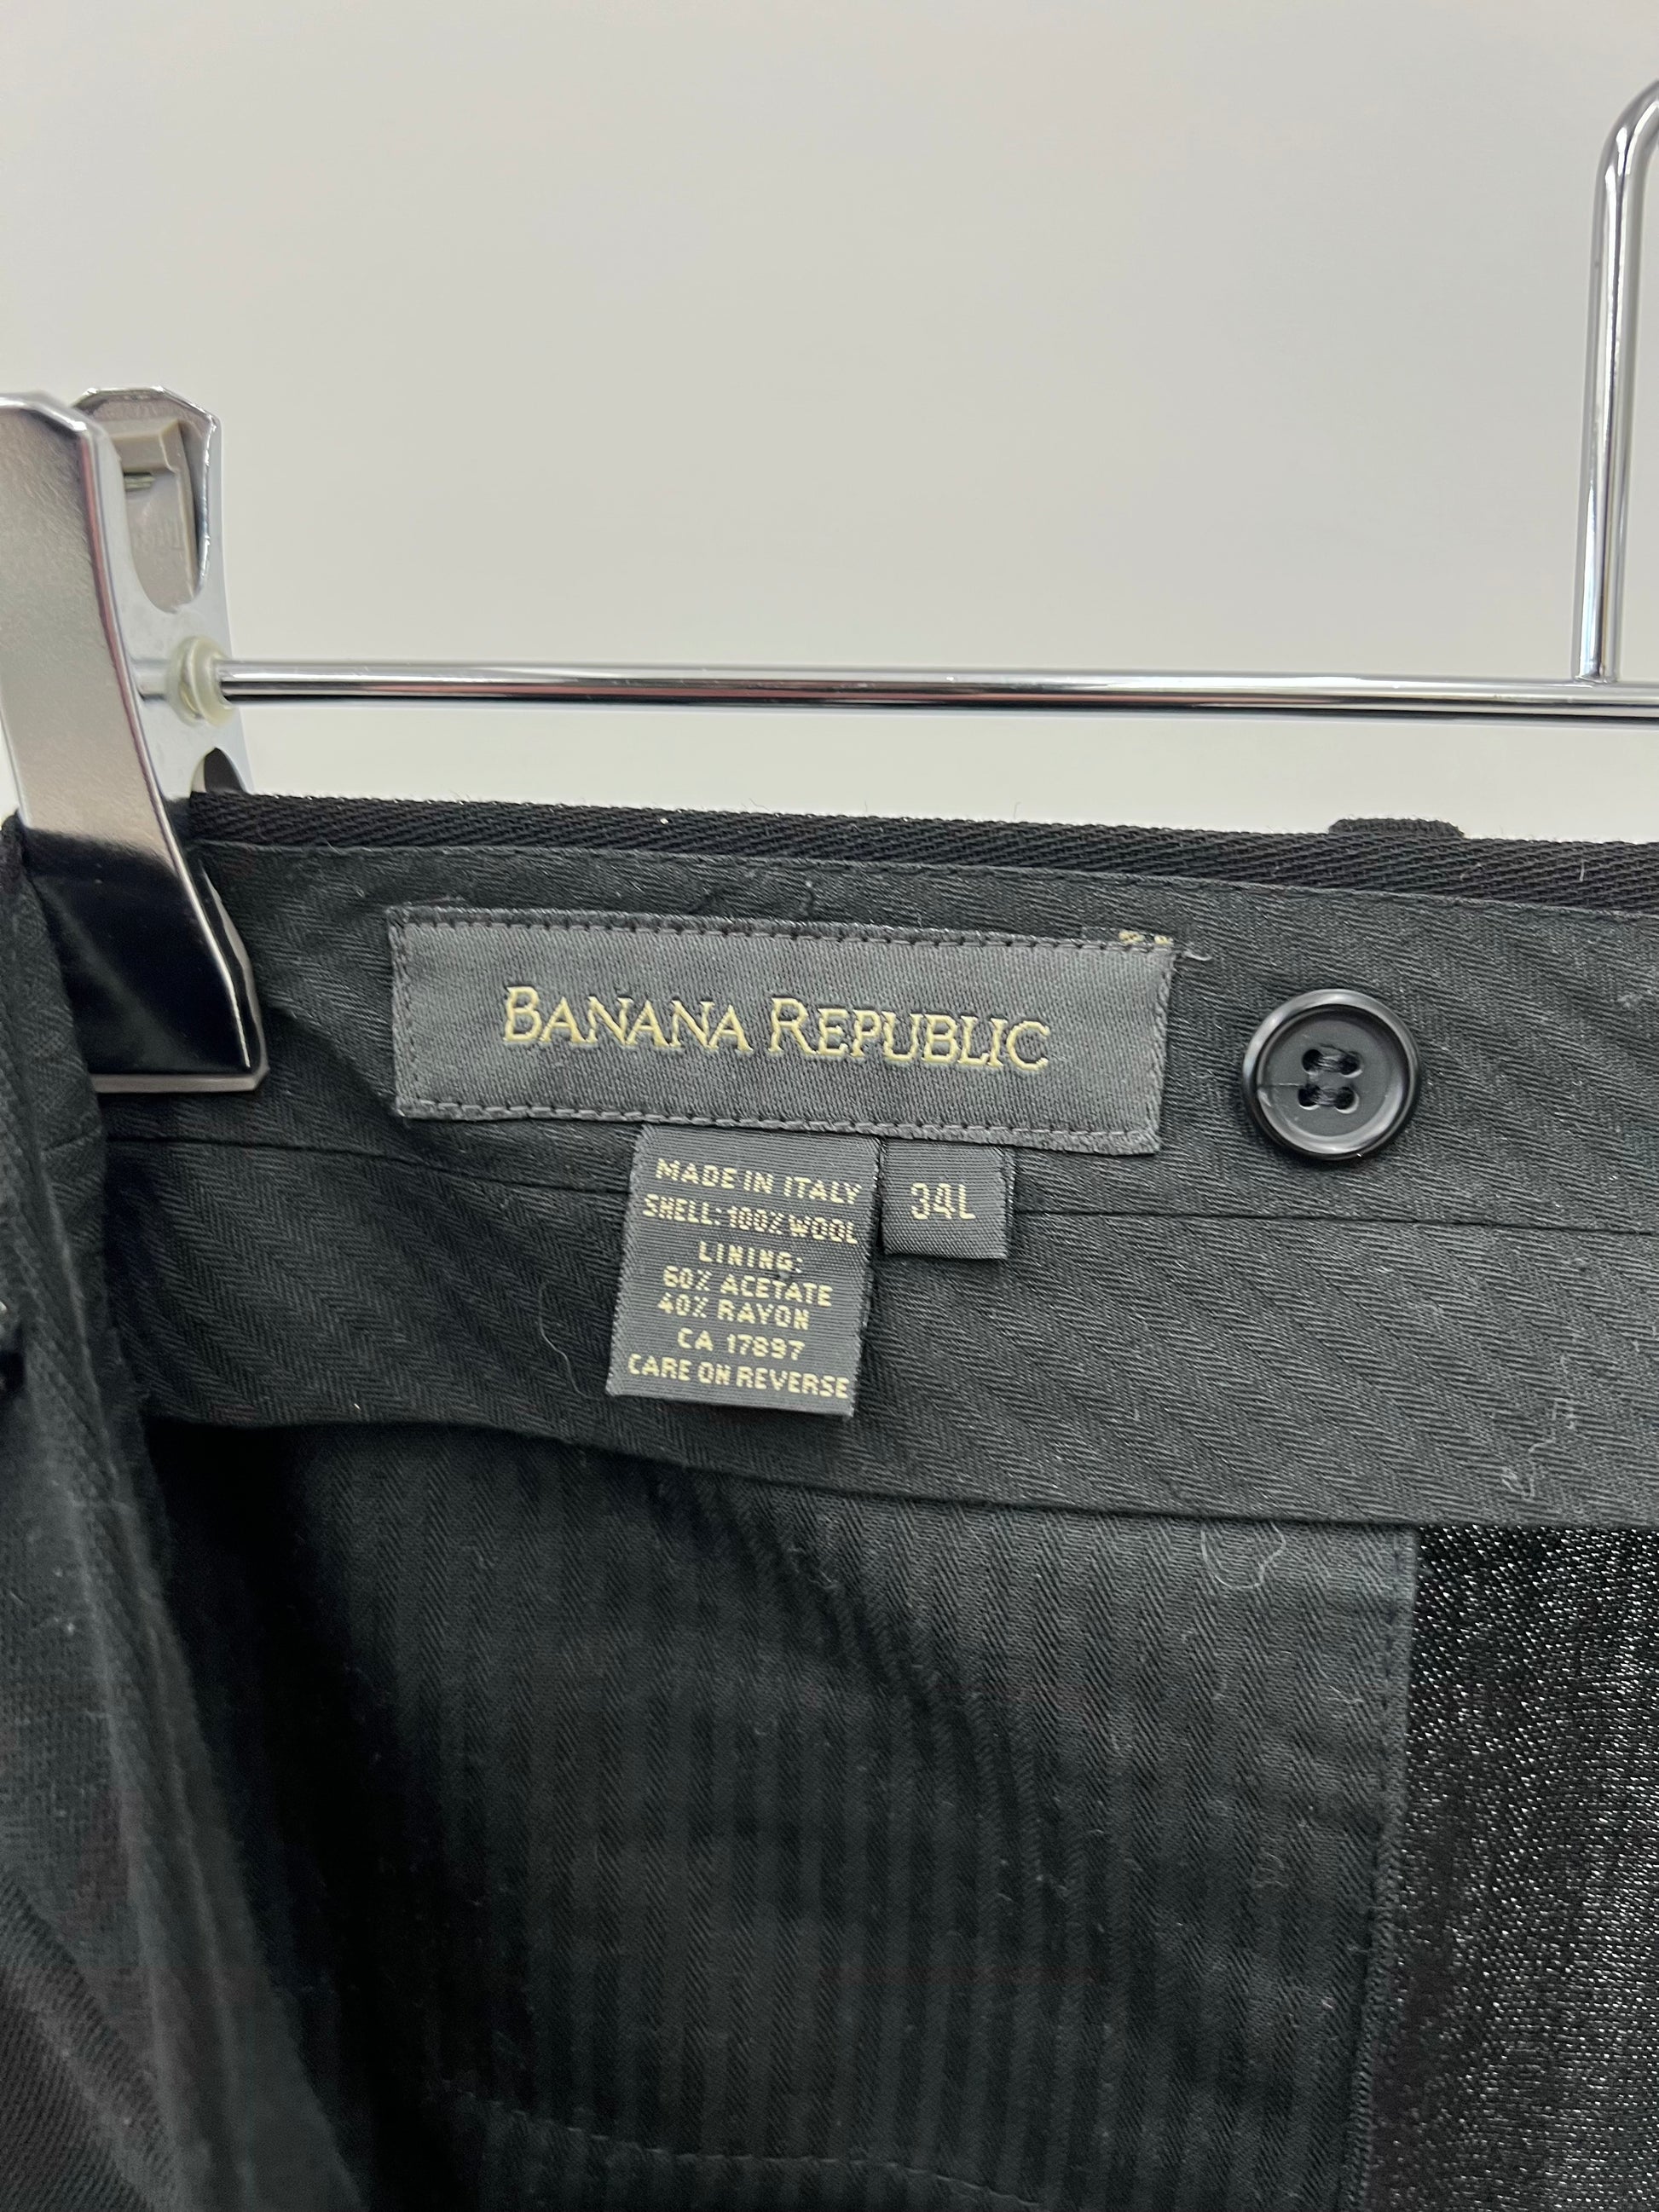 BANANA REPUBLIC
MADE IN ITALY
SHELL: 100% WOOL
LINING:
60% ACETATE
40% RAYON
CA 17897
CARE ON REVERSE
34L